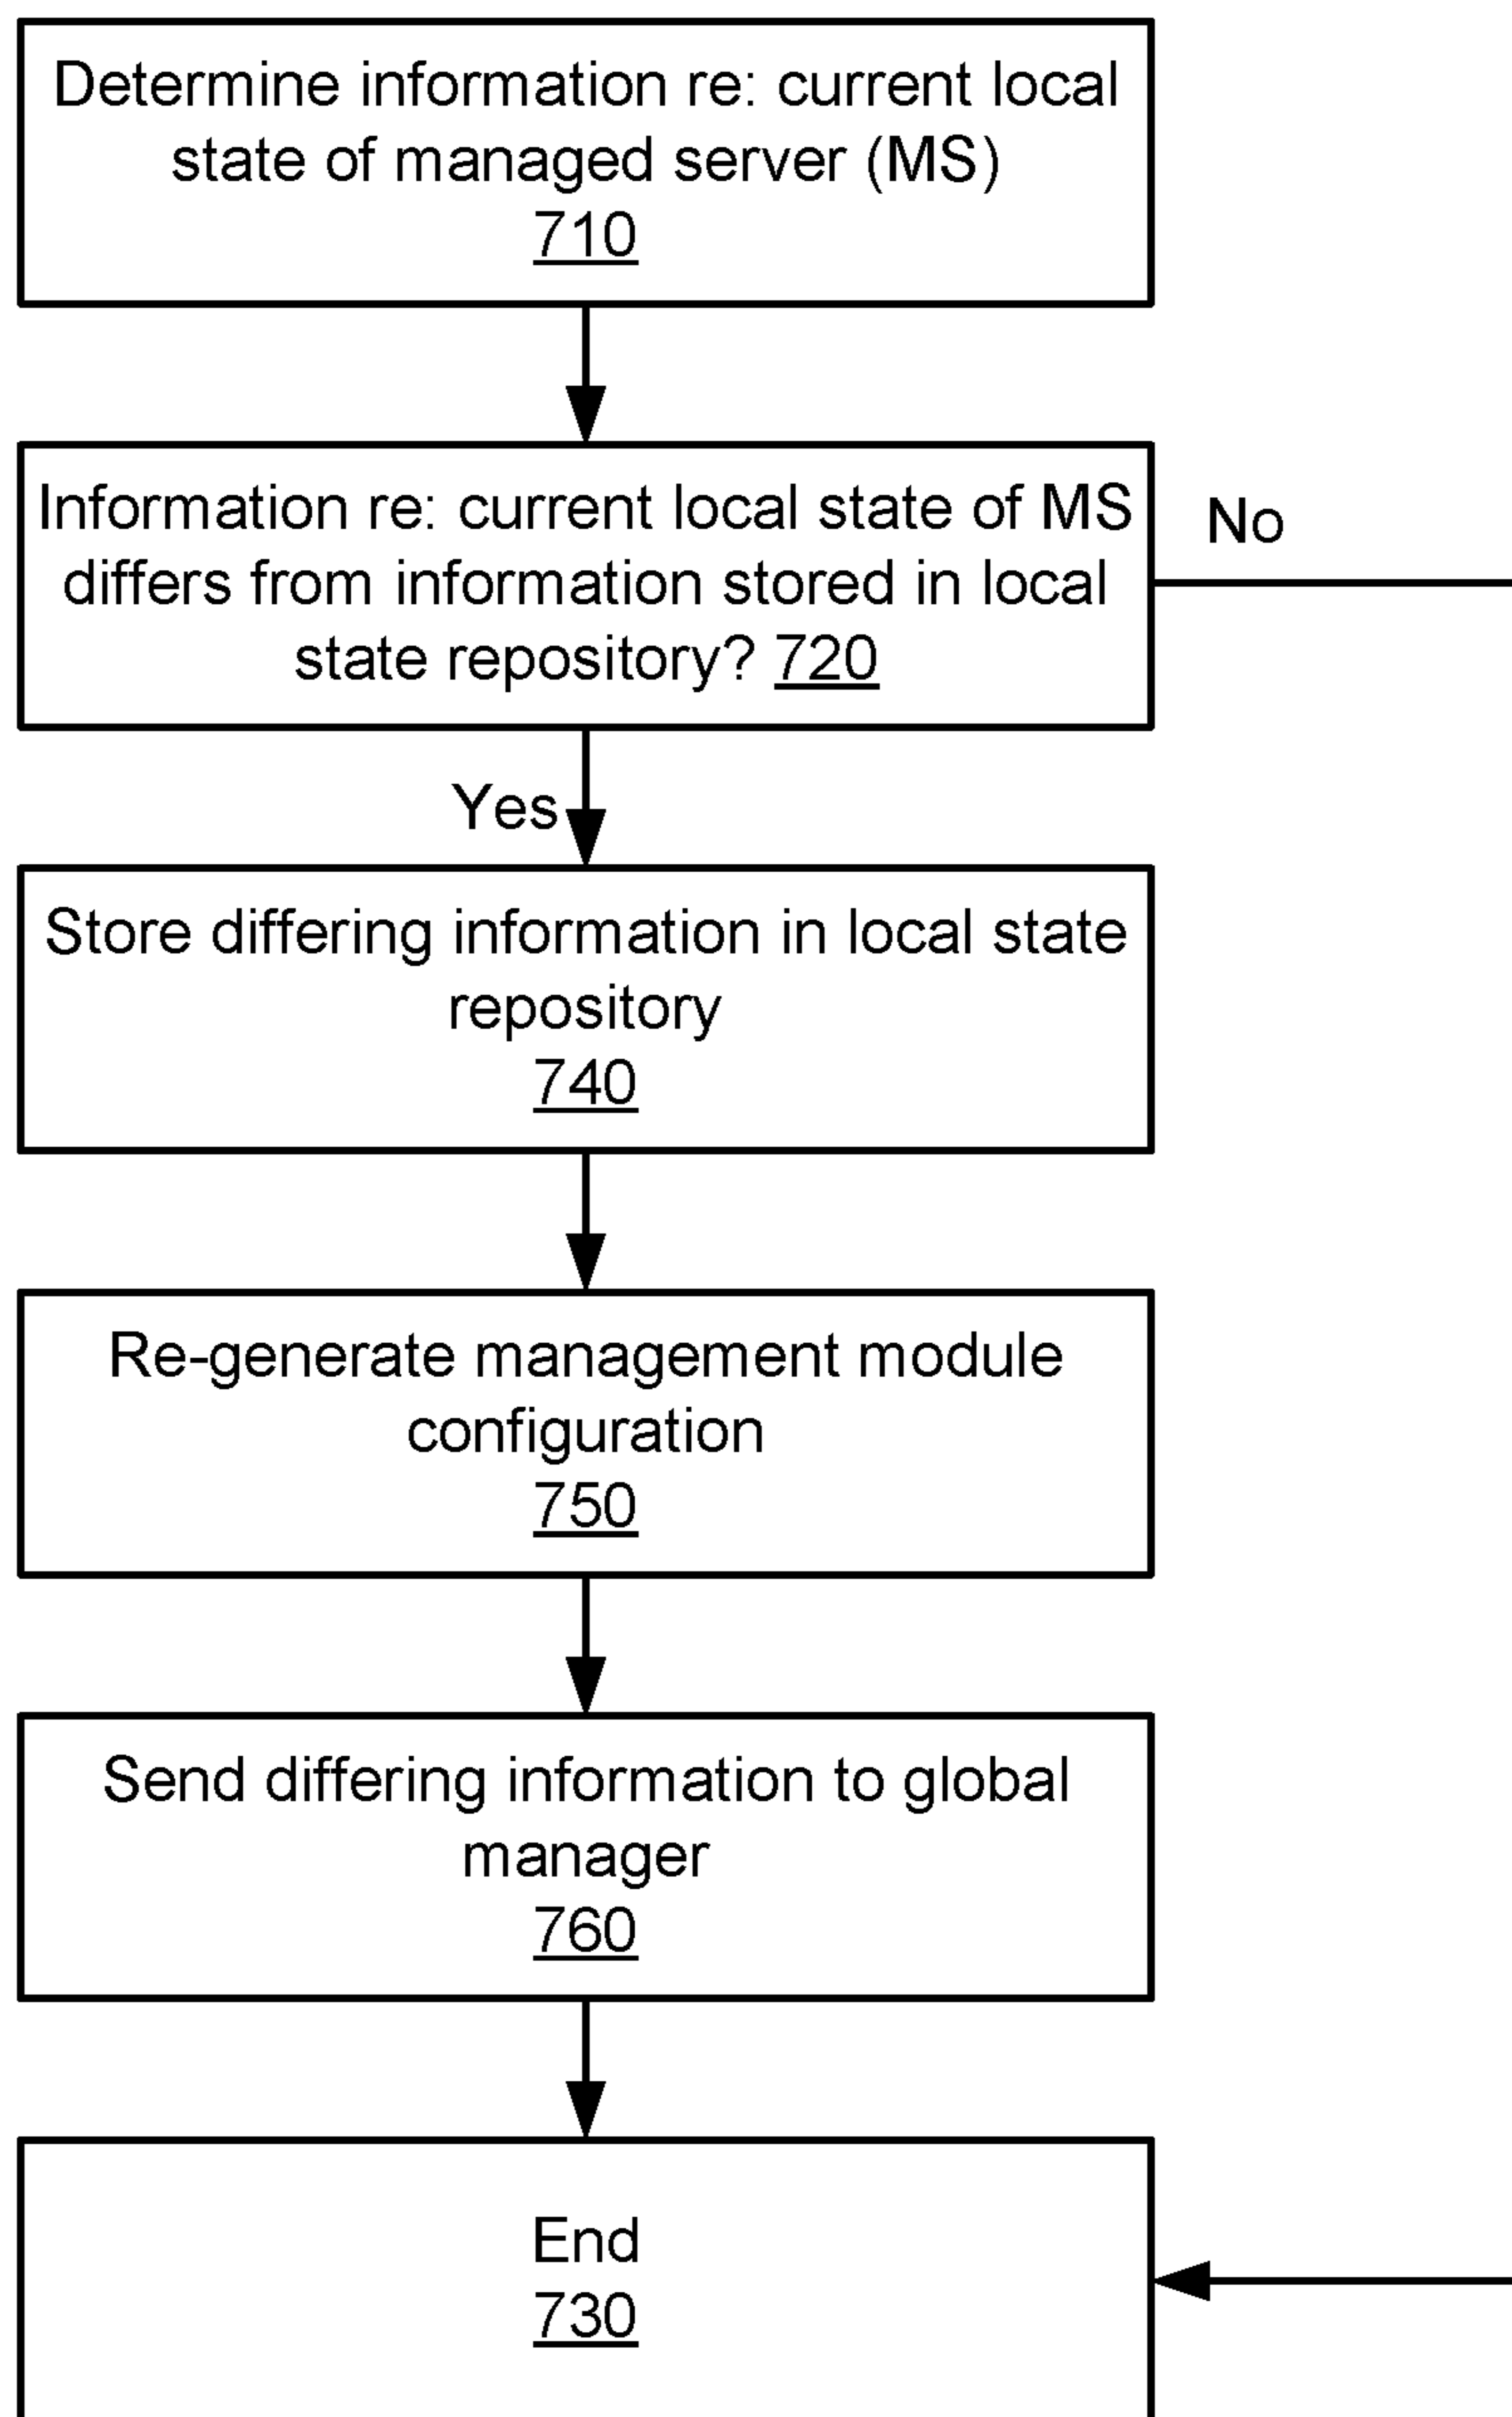 Determine information re: current local
state of managed server (MS)
710
Information re: current local state of MS
differs from information stored in local
state repository? 720
No
Yes
Store differing information in local state
repository
740
Re-generate management module
configuration
750
Send differing information to global
manager
760
End
730